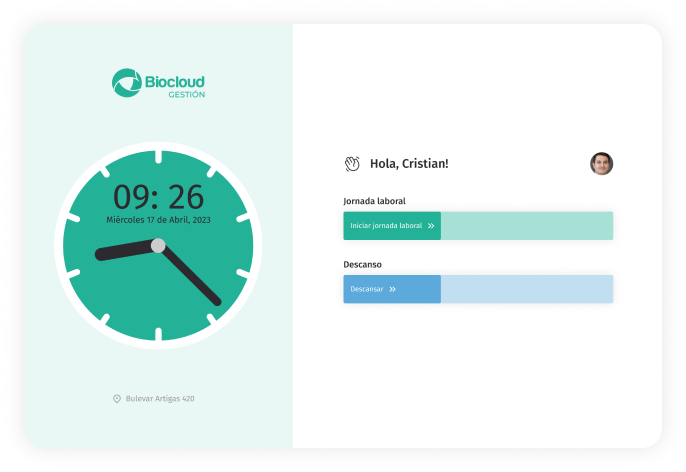 Biocloud
GESTIÓN
09: 26
Miércoles 17 de Abril, 2023
Bulevar Artigas 420
Hola, Cristian!
Jornada laboral
Iniciar jornada laboral »
Descanso
Descansar »